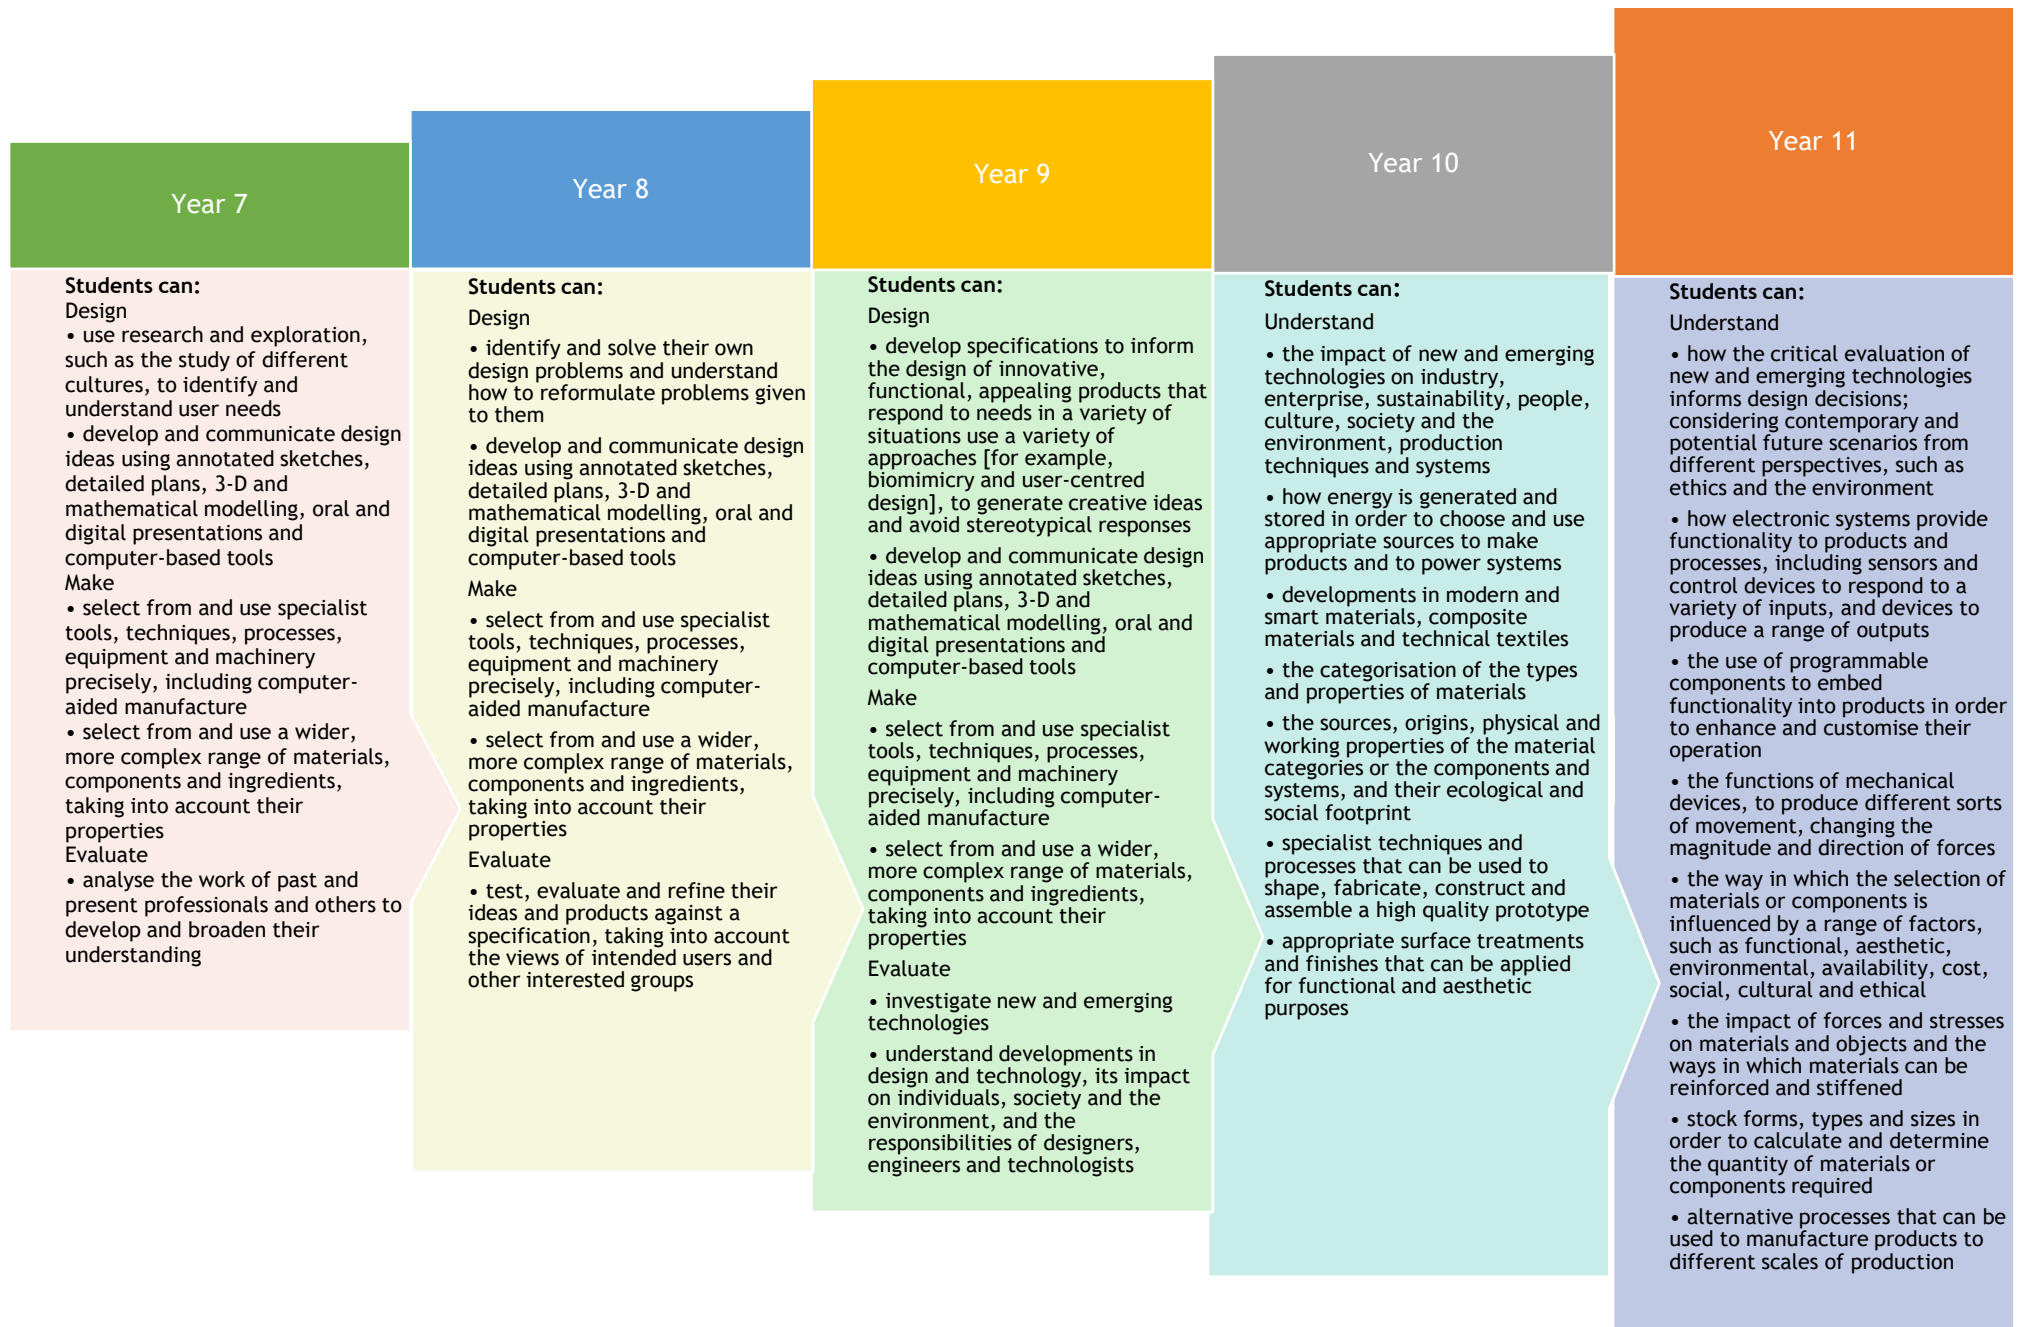 Year 7
Students can:
Design
• use research and exploration,
such as the study of different
cultures, to identify and
understand user needs
• develop and communicate design
ideas using annotated sketches,
detailed plans, 3-D and
mathematical modelling, oral and
digital presentations and
computer-based tools
Make
• select from and use specialist
tools, techniques, processes,
equipment and machinery
precisely, including computer-
aided manufacture
• select from and use a wider,
more complex range of materials,
components and ingredients,
taking into account their
properties
Evaluate
• analyse the work of past and
present professionals and others to
develop and broaden their
understanding
Year 8
Students can:
Design
• identify and solve their own
design problems and understand
how to reformulate problems given
to them
• develop and communicate design
ideas using annotated sketches,
detailed plans, 3-D and
mathematical modelling, oral and
digital presentations and
computer-based tools
Make
• select from and use specialist
tools, techniques, processes,
equipment and machinery
precisely, including computer-
aided manufacture
• select from and use a wider,
more complex range of materials,
components and ingredients,
taking into account their
properties
Evaluate
• test, evaluate and refine their
ideas and products against a
specification, taking into account
the views of intended users and
other interested groups
Year 9
Students can:
Design
• develop specifications to inform
the design of innovative,
functional, appealing products that
respond to needs in a variety of
situations use a variety of
approaches [for example,
biomimicry and user-centred
design], to generate creative ideas
and avoid stereotypical responses
• develop and communicate design
ideas using annotated sketches,
detailed plans, 3-D and
mathematical modelling, oral and
digital presentations and
computer-based tools
Make
• select from and use specialist
tools, techniques, processes,
equipment and machinery
precisely, including computer-
aided manufacture
• select from and use a wider,
more complex range of materials,
components and ingredients,
taking into account their
properties
Evaluate
• investigate new and emerging
technologies
• understand developments in
design and technology, its impact
on individuals, society and the
environment, and the
responsibilities of designers,
engineers and technologists
Year 10
Students can:
Understand
• the impact of new and emerging
technologies on industry,
enterprise, sustainability, people,
culture, society and the
environment, production
techniques and systems
• how energy is generated and
stored in order to choose and use
appropriate sources to make
products and to power systems
• developments in modern and
smart materials, composite
materials and technical textiles
• the categorisation of the types
and properties of materials
• the sources, origins, physical and
working properties of the material
categories or the components and
systems, and their ecological and
social footprint
• specialist techniques and
processes that can be used to
shape, fabricate, construct and
assemble a high quality prototype
• appropriate surface treatments
and finishes that can be applied
for functional and aesthetic
purposes
Year 11
Students can:
Understand
• how the critical evaluation of
new and emerging technologies
informs design decisions;
considering contemporary and
potential future scenarios from
different perspectives, such as
ethics and the environment
• how electronic systems provide
functionality to products and
processes, including sensors and
control devices to respond to a
variety of inputs, and devices to
produce a range of outputs
• the use of programmable
components to embed
functionality into products in order
to enhance and customise their
operation
• the functions of mechanical
devices, to produce different sorts
of movement, changing the
magnitude and direction of forces
• the way in which the selection of
materials or components is
influenced by a range of factors,
such as functional, aesthetic,
environmental, availability, cost,
social, cultural and ethical
• the impact of forces and stresses
on materials and objects and the
ways in which materials can be
reinforced and stiffened
• stock forms, types and sizes in
order to calculate and determine
the quantity of materials or
components required
• alternative processes that can be
used to manufacture products to
different scales of production